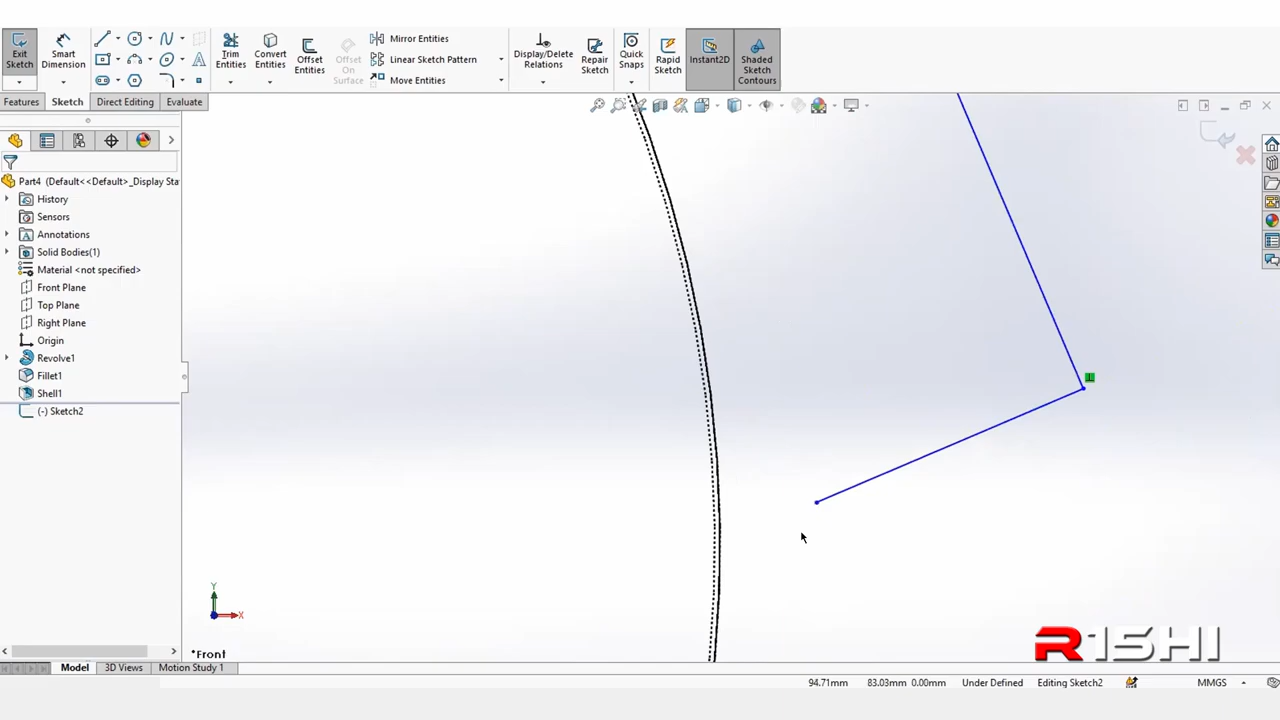 Exit Sketch
Smart Dimension
Trim Entities
Convert Entities
Offset Entities
Offset On Surface
Mirror Entities
Linear Sketch Pattern
Move Entities
Display/Delete Relations
Repair Sketch
Quick Snaps
Rapid Sketch
Instant2D
Shaded Sketch Contours
Features
Sketch
Direct Editing
Evaluate
Part4 (Default<<Default>_Display Sta
History
Sensors
Annotations
Solid Bodies(1)
Material <not specified>
Front Plane
Top Plane
Right Plane
Origin
Revolve1
Fillet1
Shell1
(-) Sketch2
Y
X
*Front
R15HI
Model
3D Views
Motion Study 1
94.71mm
83.03mm 0.00mm
Under Defined
Editing Sketch2
MMGS